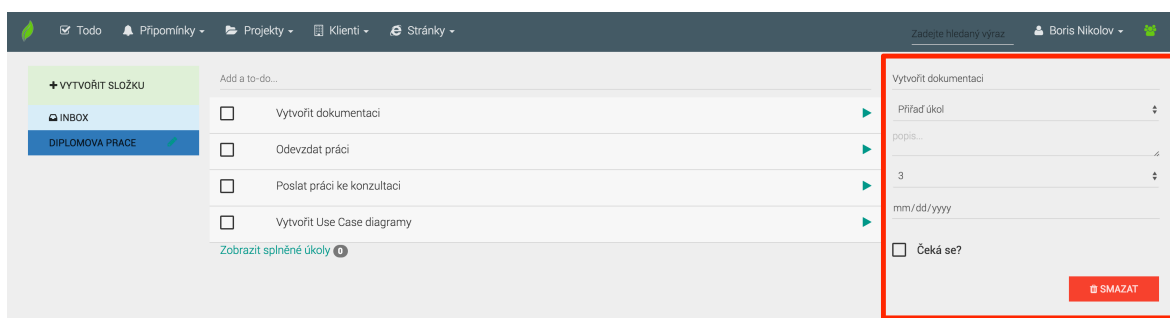 Todo Připomínky Projekty Klienti Stránky Zadejte hledaný výraz Boris Nikolov
VYTVOŘIT SLOŽKU
INBOX
DIPLOMOVA PRACE
Add a to-do...
Vytvořit dokumentaci
Odevzdat práci
Poslat práci ke konzultaci
Vytvořit Use Case diagramy
Zobrazit splněné úkoly 0
Vytvořit dokumentaci
Přiřaď úkol
popis...
3
mm/dd/yyyy
Čeká se?
SMAZAT